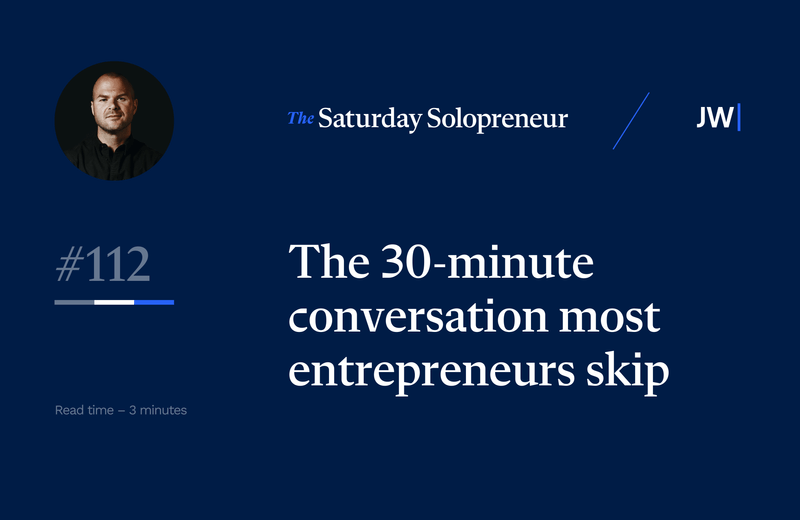 The Saturday Solopreneur
JW
#112
The 30-minute
conversation most
entrepreneurs skip
Read time – 3 minutes